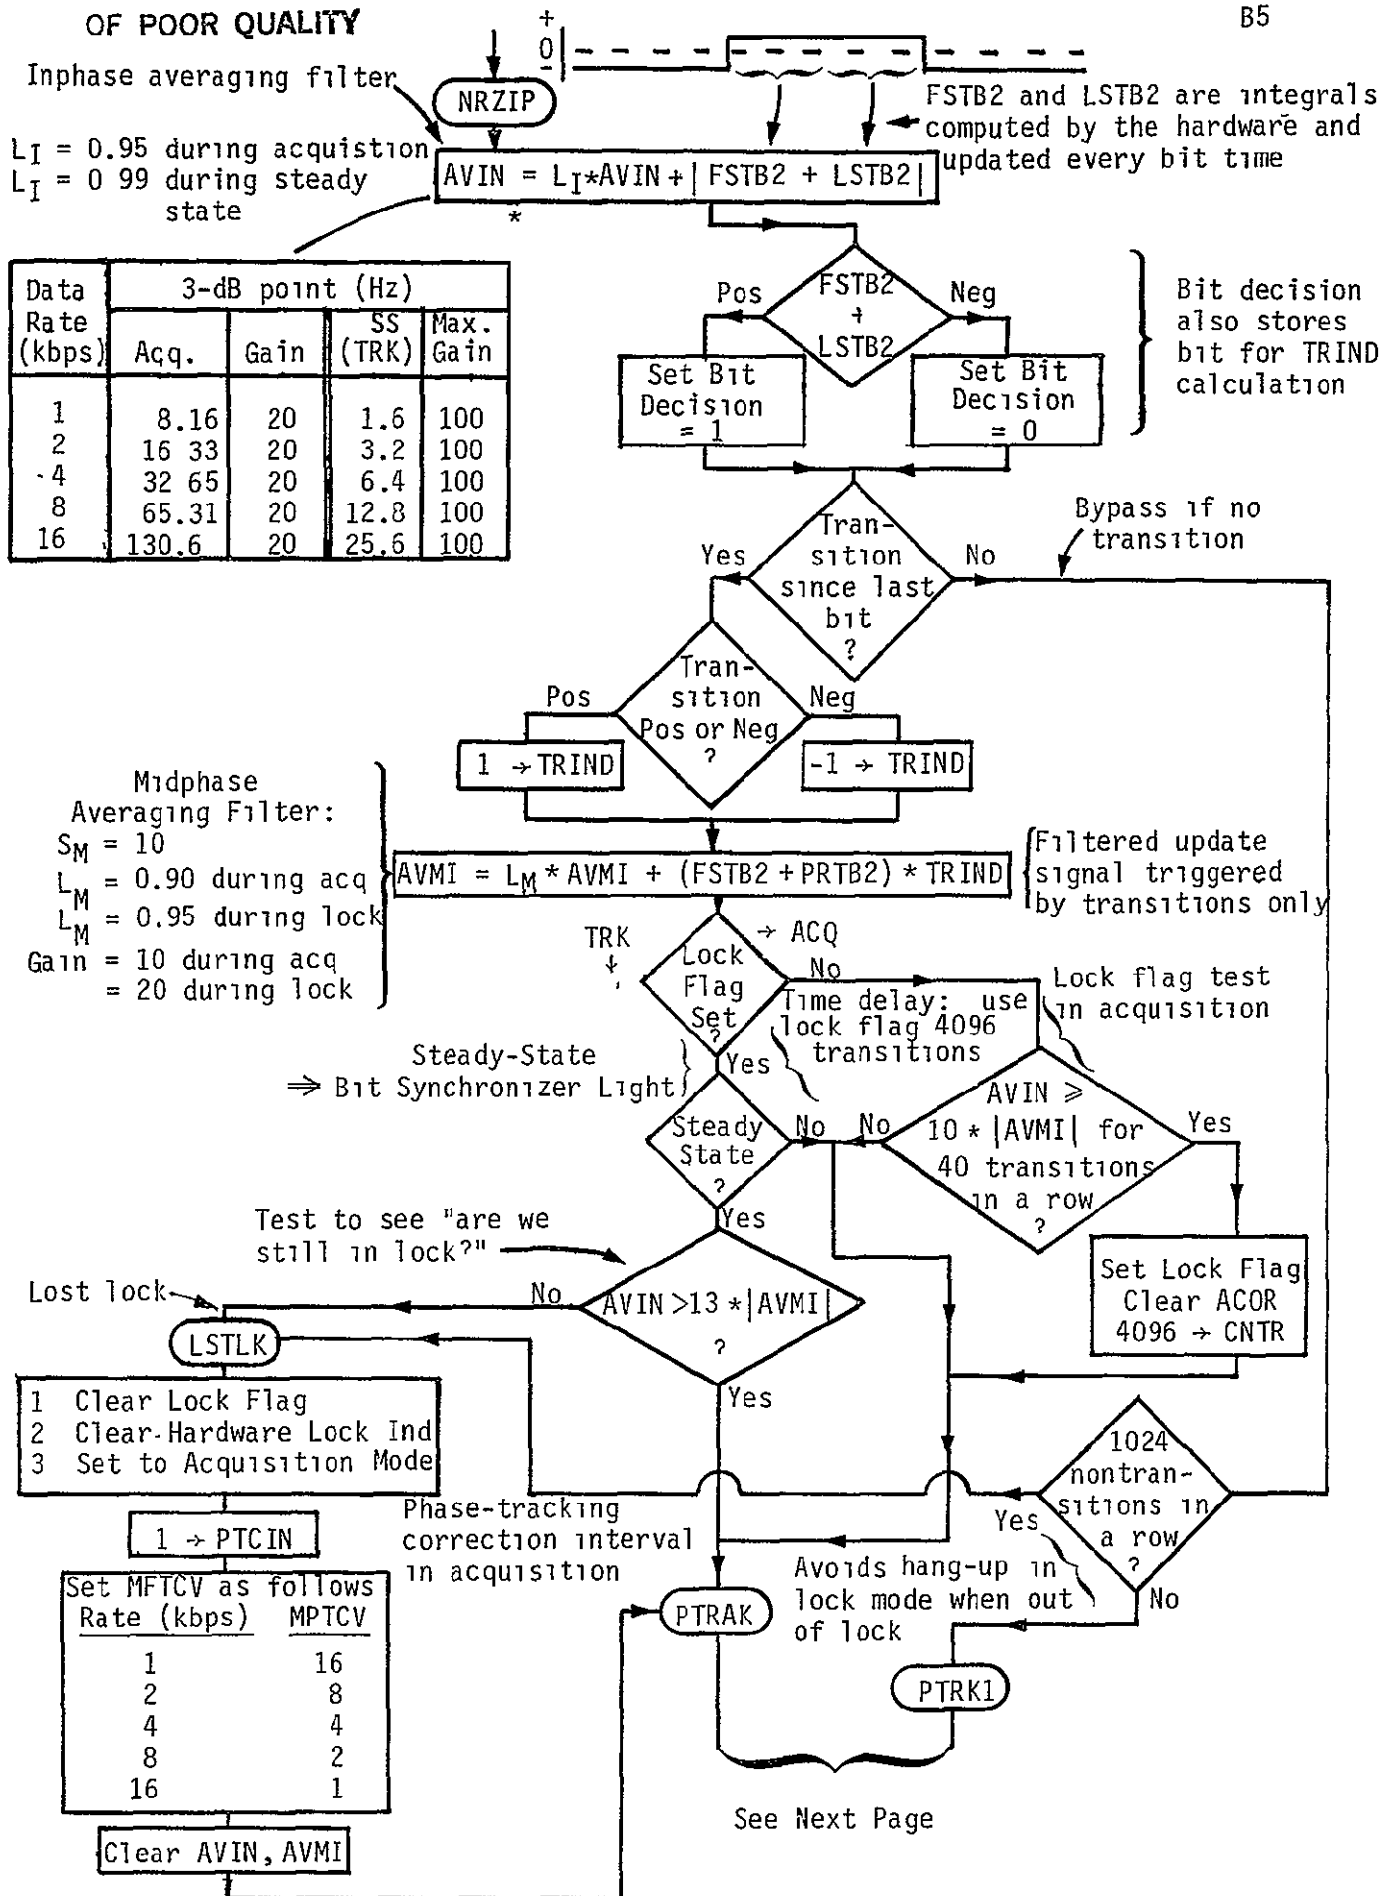 OF POOR QUALITY
B5
+
0
-
Inphase averaging filter
NRZIP
FSTB2 and LSTB2 are integrals
computed by the hardware and
updated every bit time
LI = 0.95 during acquistion
LI = 0 99 during steady
state
AVIN = LI*AVIN + | FSTB2 + LSTB2|
*
Data
Rate
(kbps)
3-dB point (Hz)
Acq. Gain SS (TRK) Max. Gain
1 8.16 20 1.6 100
2 16 33 20 3.2 100
4 32 65 20 6.4 100
8 65.31 20 12.8 100
16 130.6 20 25.6 100
Pos
FSTB2
+
LSTB2
Neg
Set Bit
Decision
= 1
Set Bit
Decision
= 0
Bit decision
also stores
bit for TRIND
calculation
Yes
Tran-
sition
since last
bit
?
No
Bypass if no
transition
Pos
Tran-
sition
Pos or Neg
?
Neg
1 → TRIND
-1 → TRIND
Midphase
Averaging Filter:
SM = 10
LM = 0.90 during acq
LM = 0.95 during lock
Gain = 10 during acq
= 20 during lock
AVMI = LM * AVMI + (FSTB2 + PRTB2) * TRIND
Filtered update
signal triggered
by transitions only
TRK
↓
→ ACQ
Lock
Flag
Set
?
No
Yes
Time delay: use
lock flag 4096
transitions
Lock flag test
in acquisition
Steady-State
⇒ Bit Synchronizer Light
Steady
State
?
No
Yes
No
AVIN ⩾
10 * |AVMI| for
40 transitions
in a row
?
Yes
Set Lock Flag
Clear ACOR
4096 → CNTR
Test to see "are we
still in lock?"
Lost lock
No
AVIN >13 * |AVMI|
?
Yes
LSTLK
1 Clear Lock Flag
2 Clear-Hardware Lock Ind
3 Set to Acquisition Mode
1 → PTCIN
Phase-tracking
correction interval
in acquisition
1024
nontran-
sitions in
a row
?
Yes
No
Avoids hang-up in
lock mode when out
of lock
Set MFTCV as follows
Rate (kbps) MPTCV
1 16
2 8
4 4
8 2
16 1
Clear AVIN, AVMI
PTRAK
PTRK1
See Next Page